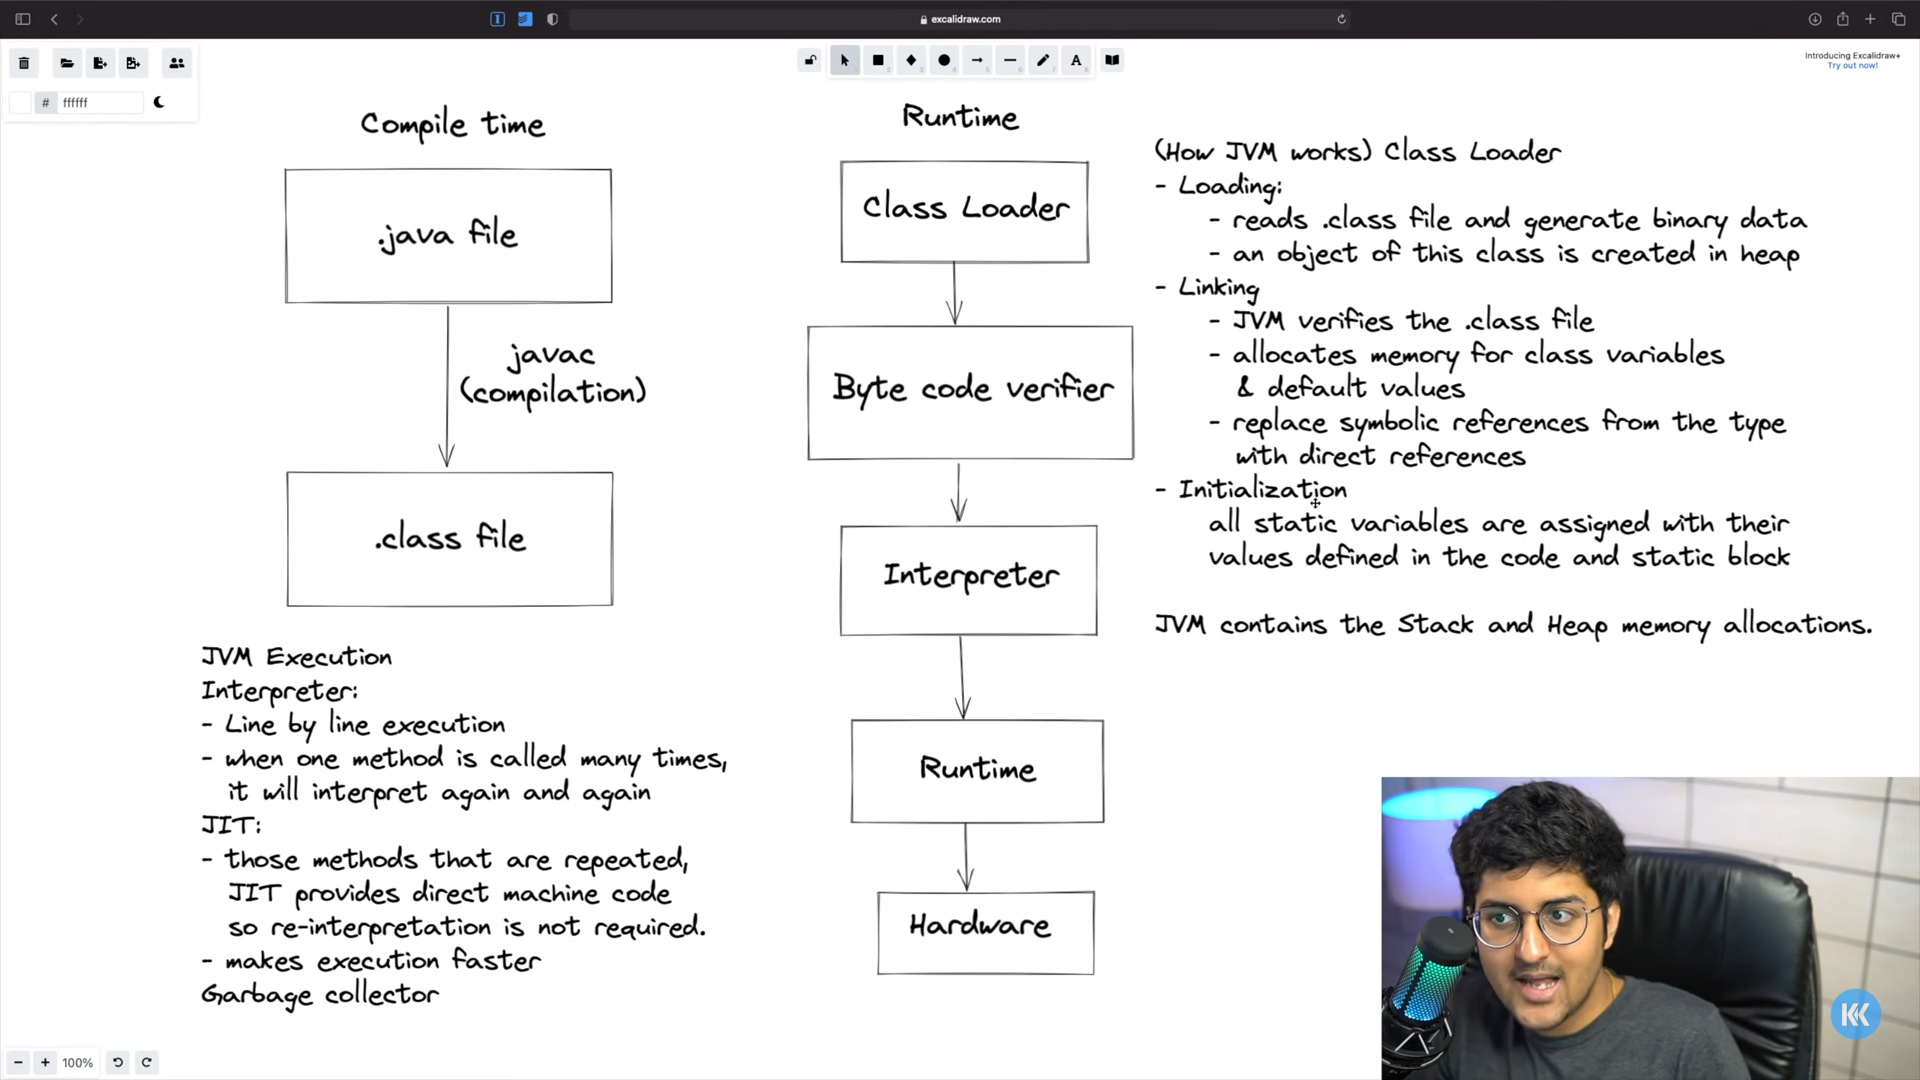 excalidraw.com
Introducing Excalidraw+
Try out now!
# ffffff
Compile time
.java file
javac
(compilation)
.class file
JVM Execution
Interpreter:
- Line by line execution
- when one method is called many times,
it will interpret again and again
JIT:
- those methods that are repeated,
JIT provides direct machine code
so re-interpretation is not required.
- makes execution faster
Garbage collector
Runtime
Class Loader
Byte code verifier
Interpreter
Runtime
Hardware
(How JVM works) Class Loader
- Loading:
- reads .class file and generate binary data
- an object of this class is created in heap
- Linking
- JVM verifies the .class file
- allocates memory for class variables
& default values
- replace symbolic references from the type
with direct references
- Initialization
all static variables are assigned with their
values defined in the code and static block
JVM contains the Stack and Heap memory allocations.
100%
KK